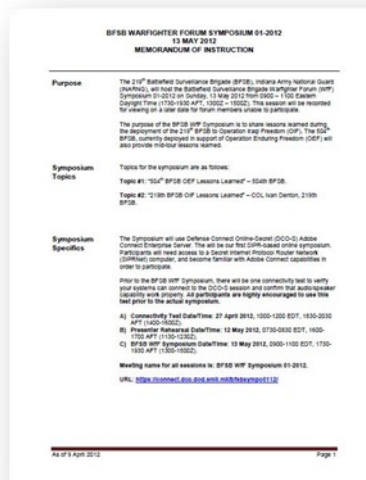 BFSB WARFIGHTER FORUM SYMPOSIUM 01-2012
13 MAY 2012
MEMORANDUM OF INSTRUCTION
Purpose
The 219th Battlefield Surveillance Brigade (BFSB), Indiana Army National Guard
(INARNG), will host the Battlefield Surveillance Brigade Warfighter Forum (WfF)
Symposium 01-2012 on Sunday, 13 May 2012 from 0900 – 1100 Eastern
Daylight Time (1730-1930 AFT, 1300Z – 1500Z). This session will be recorded
for viewing at a later date for forum members unable to participate.
The purpose of the BFSB WfF Symposium is to share lessons learned during
the deployment of the 219th BFSB to Operation Iraqi Freedom (OIF). The 504th
BFSB, currently deployed in support of Operation Enduring Freedom (OEF) will
also provide mid-tour lessons learned.
Symposium
Topics
Topics for the symposium are as follows:
Topic #1: "504th BFSB OEF Lessons Learned" – 504th BFSB.
Topic #2: "219th BFSB OIF Lessons Learned" – COL Ivan Denton, 219th
BFSB.
Symposium
Specifics
The Symposium will use Defense Connect Online-Secret (DCO-S) Adobe
Connect Enterprise Server. The will be our first SIPR-based online symposium.
Participants will need access to a Secret Internet Protocol Router Network
(SIPRNet) computer, and become familiar with Adobe Connect capabilities in
order to participate.
Prior to the BFSB WfF Symposium, there will be one connectivity test to verify
your systems can connect to the DCO-S session and confirm that audio/speaker
capability work properly. All participants are highly encouraged to use this
test prior to the actual symposium.
A) Connectivity Test Date/Time: 27 April 2012, 1000-1200 EDT, 1830-2030
AFT (1400-1600Z).
B) Presenter Rehearsal Date/Time: 12 May 2012, 0730-0830 EDT, 1600-
1700 AFT (1130-1230Z).
C) BFSB WfF Symposium Date/Time: 13 May 2012, 0900-1100 EDT, 1730-
1930 AFT (1300-1500Z).
Meeting name for all sessions is: BFSB WfF Symposium 01-2012.
URL: https://connect.dco.dod.smil.mil/bfsbsympo0112/
As of 9 April 2012
Page 1